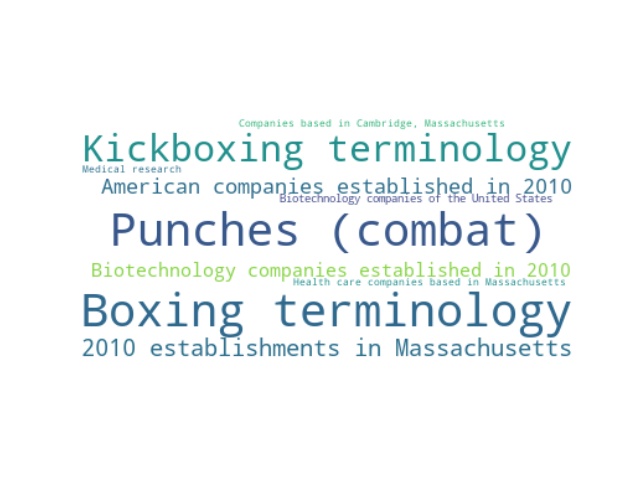 Companies based in Cambridge, Massachusetts
Kickboxing terminology
Medical research
American companies established in 2010
Biotechnology companies of the United States
Punches (combat)
Biotechnology companies established in 2010
Health care companies based in Massachusetts
Boxing terminology
2010 establishments in Massachusetts